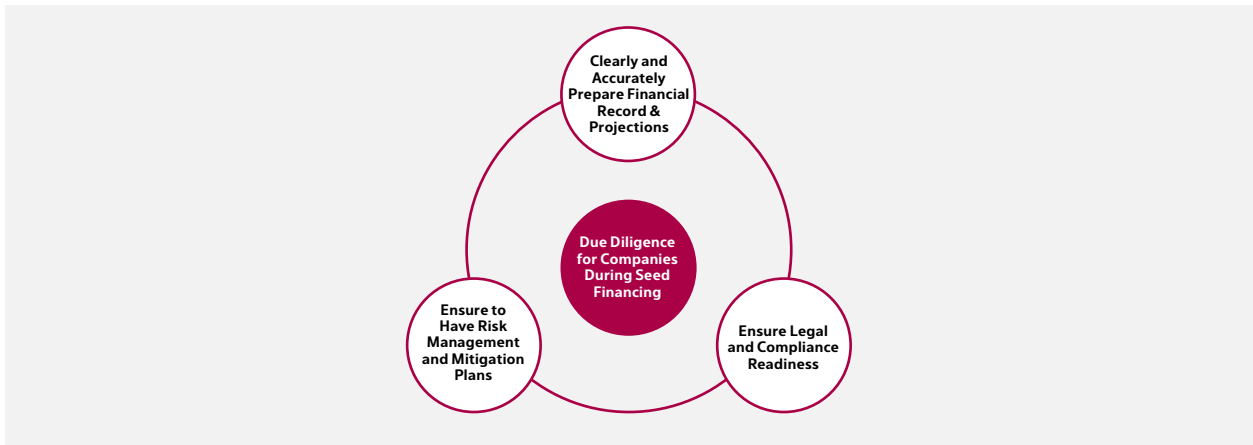 Clearly and
Accurately
Prepare Financial
Record &
Projections
Due Diligence
for Companies
During Seed
Financing
Ensure to
Have Risk
Management
and Mitigation
Plans
Ensure Legal
and Compliance
Readiness